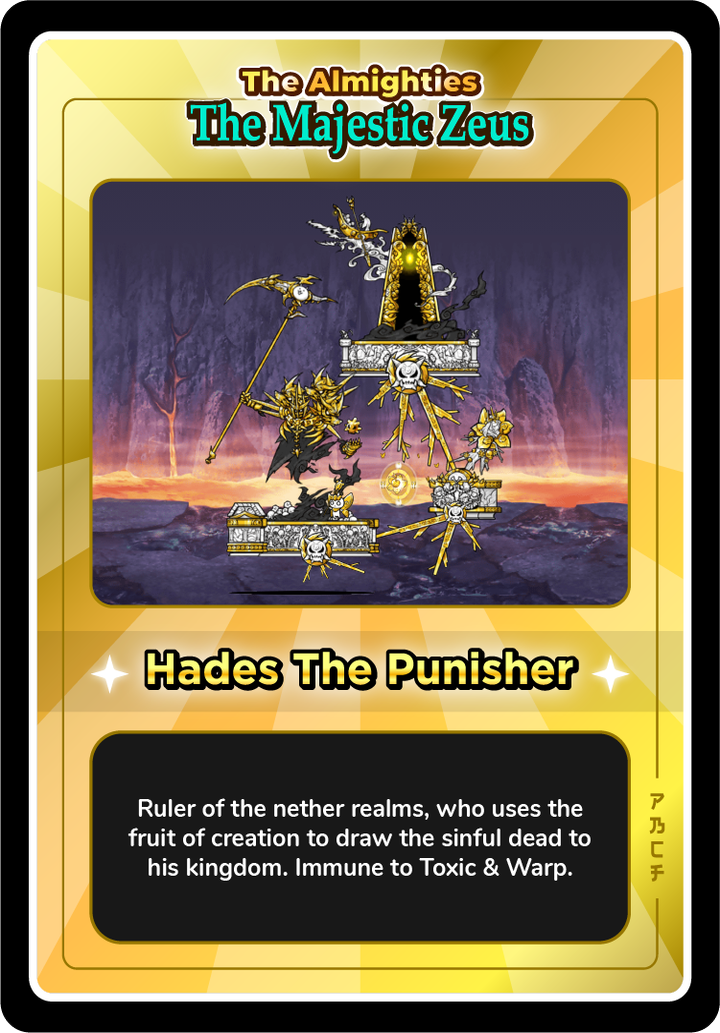 The Almighties
The Majestic Zeus
Hades The Punisher
Ruler of the nether realms, who uses the
fruit of creation to draw the sinful dead to
his kingdom. Immune to Toxic & Warp.